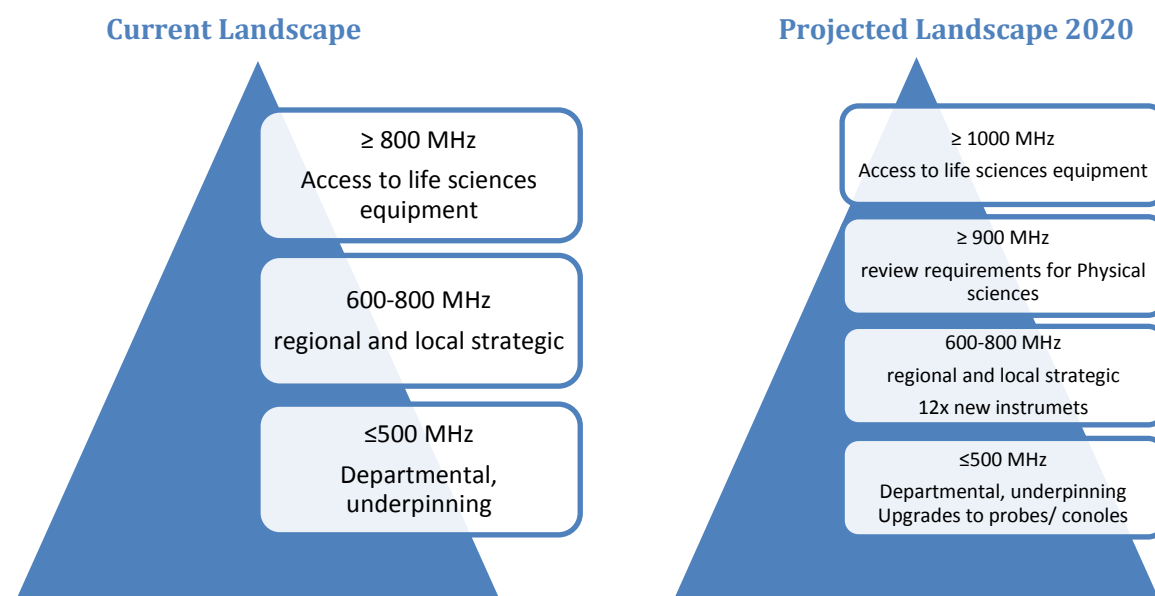 Current Landscape
≥ 800 MHz
Access to life sciences
equipment
600-800 MHz
regional and local strategic
≤500 MHz
Departmental,
underpinning
Projected Landscape 2020
≥ 1000 MHz
Access to life sciences equipment
≥ 900 MHz
review requirements for Physical
sciences
600-800 MHz
regional and local strategic
12x new instrumets
≤500 MHz
Departmental, underpinning
Upgrades to probes/ conoles